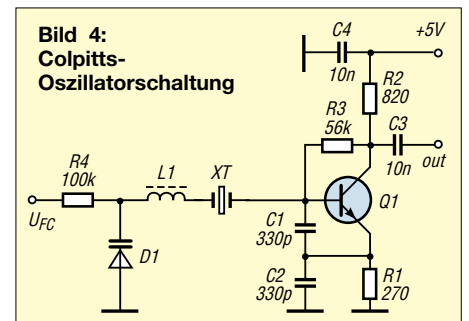 Bild 4:
Colpitts-
Oszillatorschaltung
C4
10n
+5V
R2
820
R3
56k
C3
10n
out
R4
100k
L1
XT
Q1
U_FC
D1
C1
330p
C2
330p
R1
270